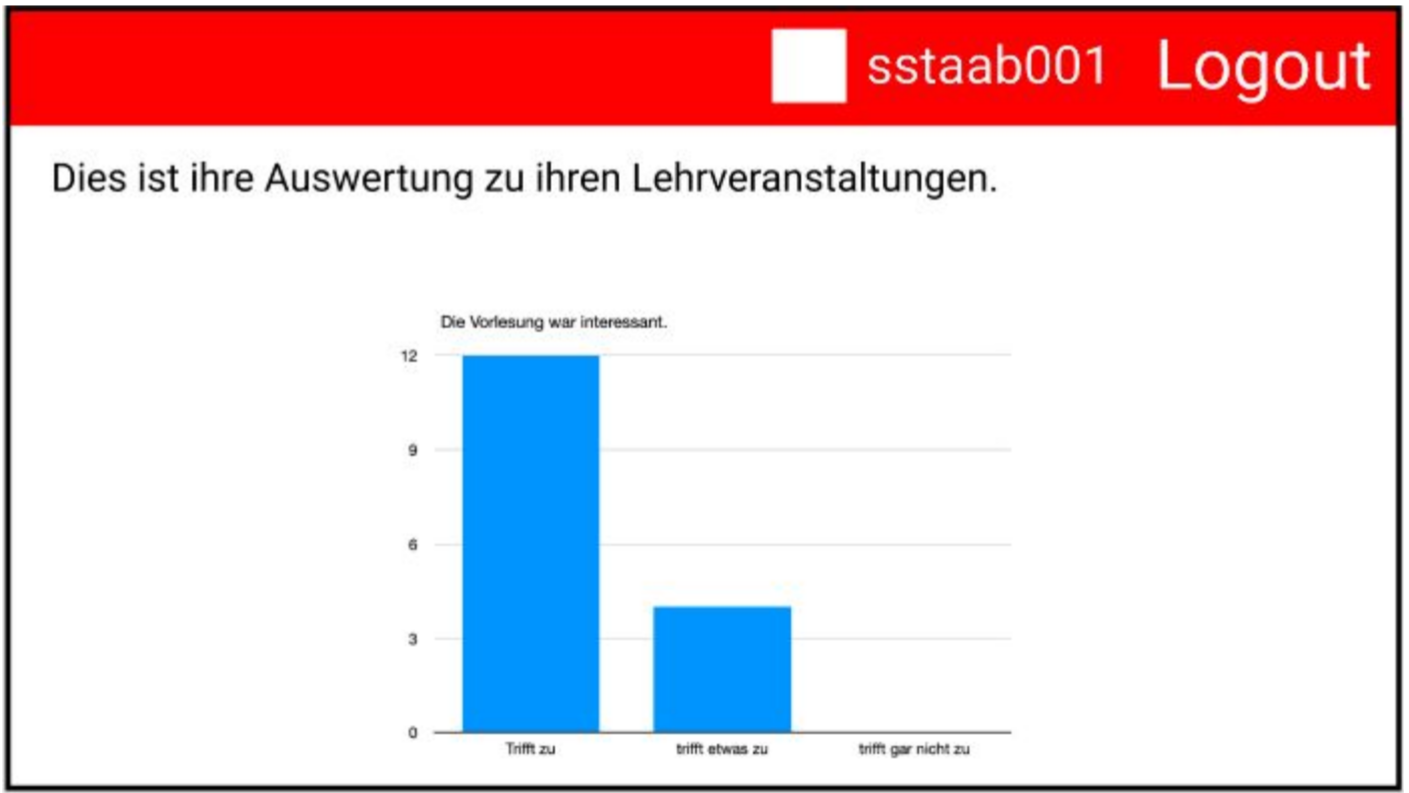 sstaab001 Logout
Dies ist ihre Auswertung zu ihren Lehrveranstaltungen.
Die Vorlesung war interessant.
12
9
6
3
0
Trifft zu trifft etwas zu trifft gar nicht zu